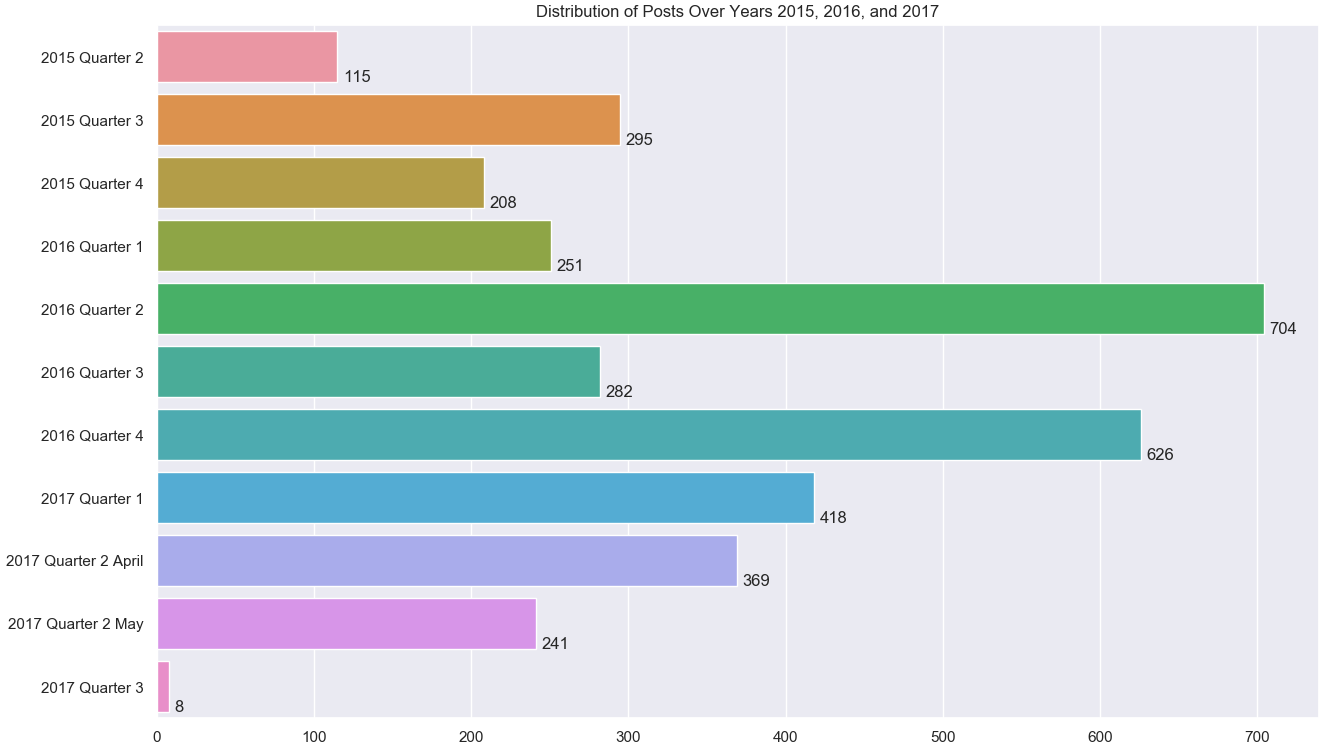 Distribution of Posts Over Years 2015, 2016, and 2017
2015 Quarter 2
115
2015 Quarter 3
295
2015 Quarter 4
208
2016 Quarter 1
251
2016 Quarter 2
704
2016 Quarter 3
282
2016 Quarter 4
626
2017 Quarter 1
418
2017 Quarter 2 April
369
2017 Quarter 2 May
241
2017 Quarter 3
8
0 100 200 300 400 500 600 700